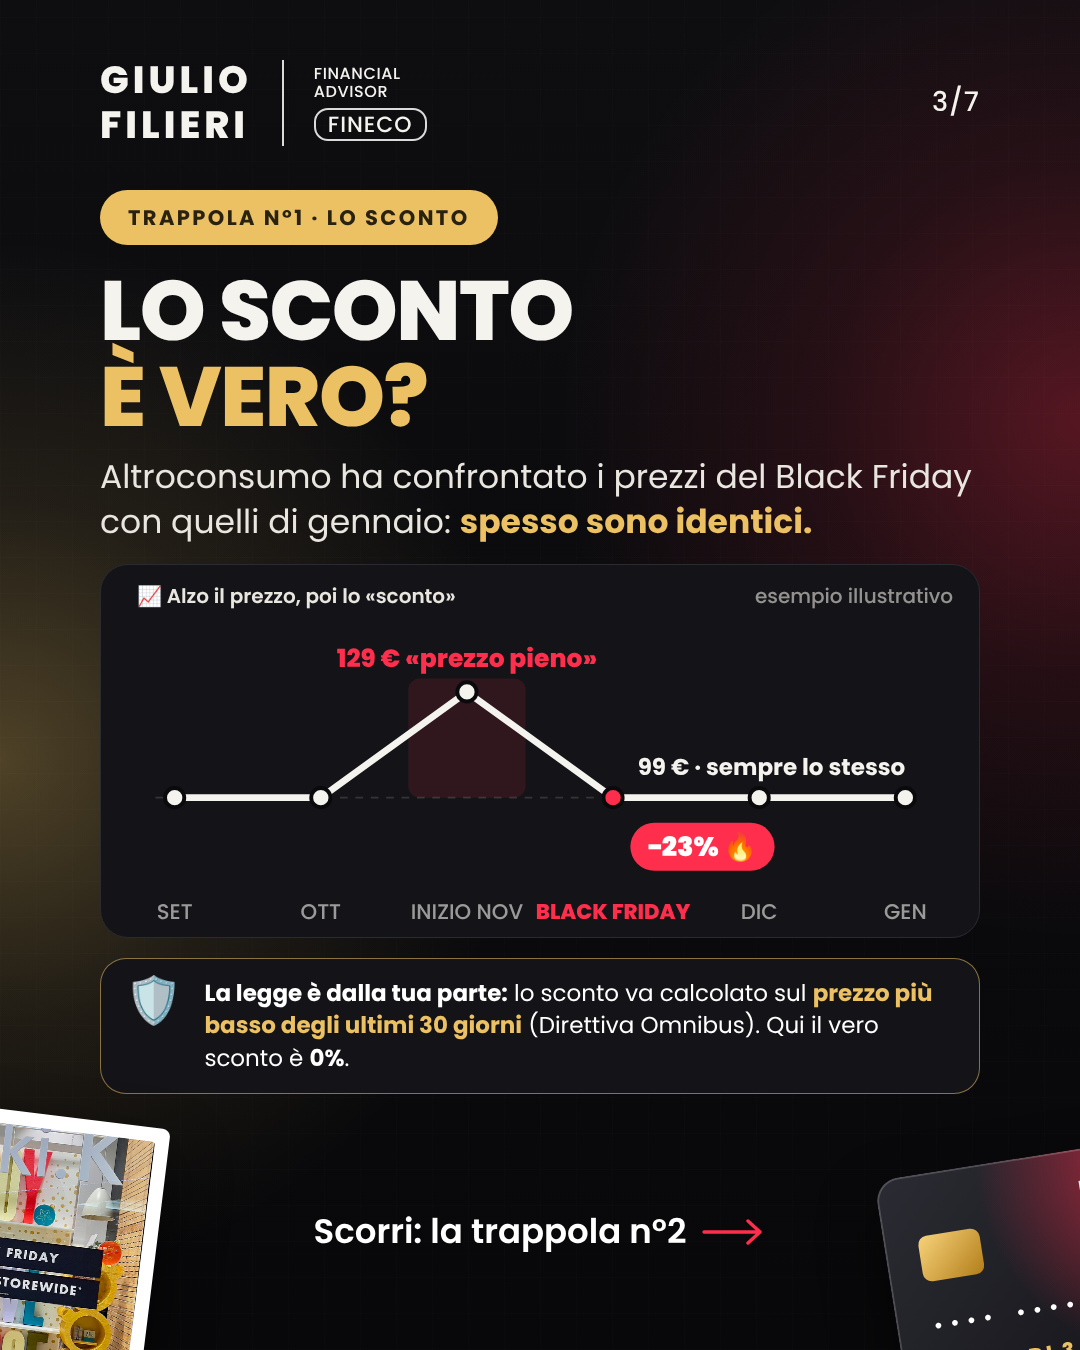 GIULIO
FILIERI
FINANCIAL
ADVISOR
FINECO
3/7
TRAPPOLA N°1 · LO SCONTO
LO SCONTO
È VERO?
Altroconsumo ha confrontato i prezzi del Black Friday
con quelli di gennaio: spesso sono identici.
📈 Alzo il prezzo, poi lo «sconto»
esempio illustrativo
129 € «prezzo pieno»
99 € · sempre lo stesso
−23% 🔥
SET
OTT
INIZIO NOV
BLACK FRIDAY
DIC
GEN
La legge è dalla tua parte: lo sconto va calcolato sul prezzo più
basso degli ultimi 30 giorni (Direttiva Omnibus). Qui il vero
sconto è 0%.
FRIDAY
STOREWIDE*
Scorri: la trappola n°2